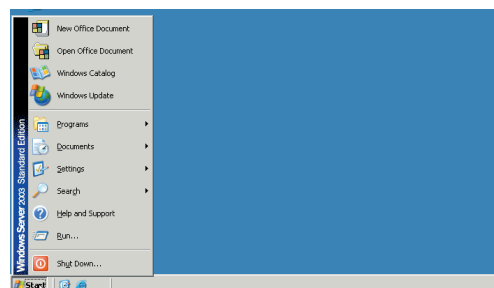 New Office Document
Open Office Document
Windows Catalog
Windows Update
Programs
Documents
Settings
Search
Help and Support
Run...
Shut Down...
Windows Server 2003 Standard Edition
Start